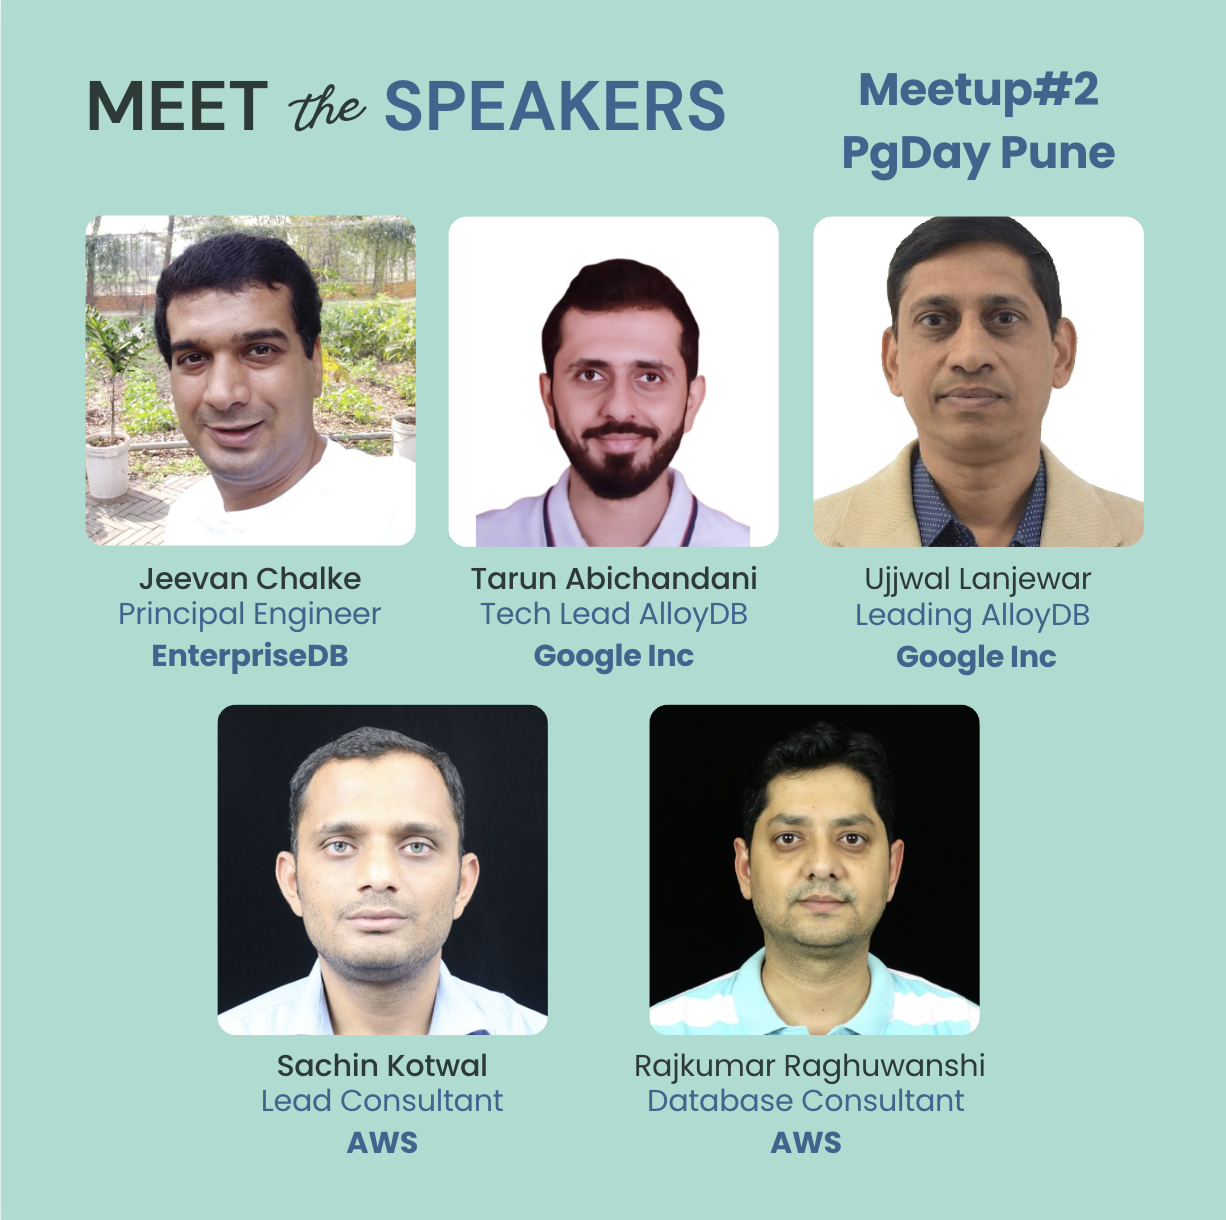 MEET the SPEAKERS
Meetup#2
PgDay Pune
Jeevan Chalke
Principal Engineer
EnterpriseDB
Tarun Abichandani
Tech Lead AlloyDB
Google Inc
Ujjwal Lanjewar
Leading AlloyDB
Google Inc
Sachin Kotwal
Lead Consultant
AWS
Rajkumar Raghuwanshi
Database Consultant
AWS